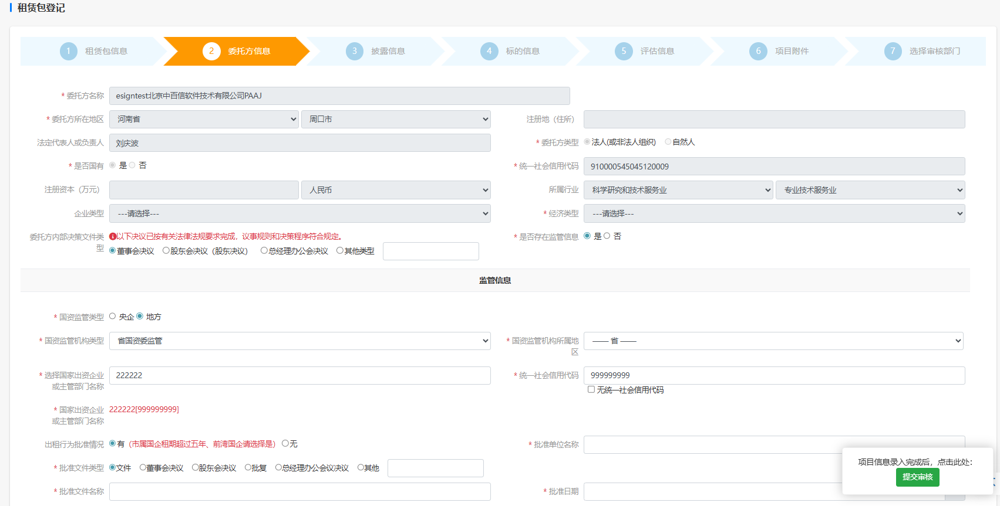 租赁包登记
1 租赁包信息 2 委托方信息 3 披露信息 4 标的信息 5 评估信息 6 项目附件 7 选择审核部门
* 委托方名称 esigntest北京中百信软件技术有限公司PAAJ
* 委托方所在地区 河南省 周口市 注册地（住所）
法定代表人或负责人 刘庆波 * 委托方类型 法人(或非法人组织) 自然人
* 是否国有 是 否 * 统一社会信用代码 910000545045120009
注册资本（万元） 人民币 所属行业 科学研究和技术服务业 专业技术服务业
企业类型 ---请选择--- * 经济类型 ---请选择---
委托方内部决策文件类型 以下决议已按有关法律法规要求完成，议事规则和决策程序符合规定。 * 是否存在监管信息 是 否
董事会决议 股东会决议（股东决议） 总经理办公会决议 其他类型
监管信息
* 国资监管类型 央企 地方
* 国资监管机构类型 省国资委监管 * 国资监管机构所属地区 —— 省 ——
* 选择国家出资企业或主管部门名称 222222 * 统一社会信用代码 999999999
无统一社会信用代码
* 国家出资企业或主管部门名称 222222[999999999]
出租行为批准情况 有（市属国企租期超过五年、前湾国企请选择是） 无 * 批准单位名称
* 批准文件类型 文件 董事会决议 股东会决议 批复 总经理办公会议决议 其他
* 批准文件名称 * 批准日期
项目信息录入完成后，点击此处：
提交审核